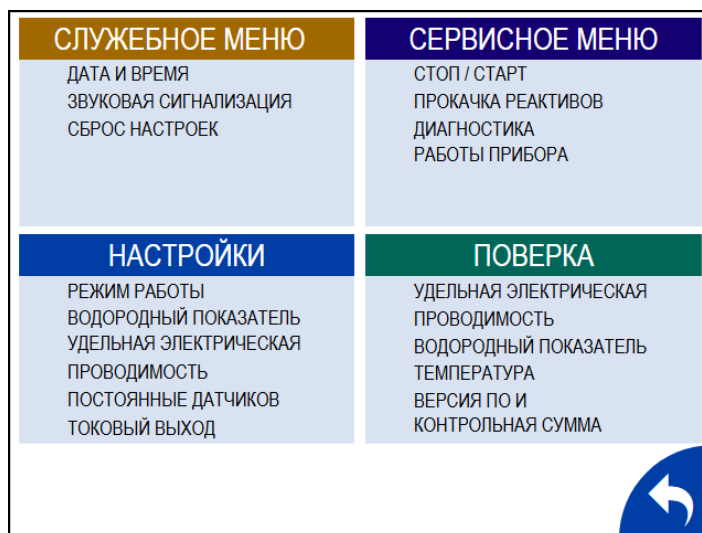 СЛУЖЕБНОЕ МЕНЮ
ДАТА И ВРЕМЯ
ЗВУКОВАЯ СИГНАЛИЗАЦИЯ
СБРОС НАСТРОЕК
СЕРВИСНОЕ МЕНЮ
СТОП / СТАРТ
ПРОКАЧКА РЕАКТИВОВ
ДИАГНОСТИКА
РАБОТЫ ПРИБОРА
НАСТРОЙКИ
РЕЖИМ РАБОТЫ
ВОДОРОДНЫЙ ПОКАЗАТЕЛЬ
УДЕЛЬНАЯ ЭЛЕКТРИЧЕСКАЯ
ПРОВОДИМОСТЬ
ПОСТОЯННЫЕ ДАТЧИКОВ
ТОКОВЫЙ ВЫХОД
ПОВЕРКА
УДЕЛЬНАЯ ЭЛЕКТРИЧЕСКАЯ
ПРОВОДИМОСТЬ
ВОДОРОДНЫЙ ПОКАЗАТЕЛЬ
ТЕМПЕРАТУРА
ВЕРСИЯ ПО И
КОНТРОЛЬНАЯ СУММА